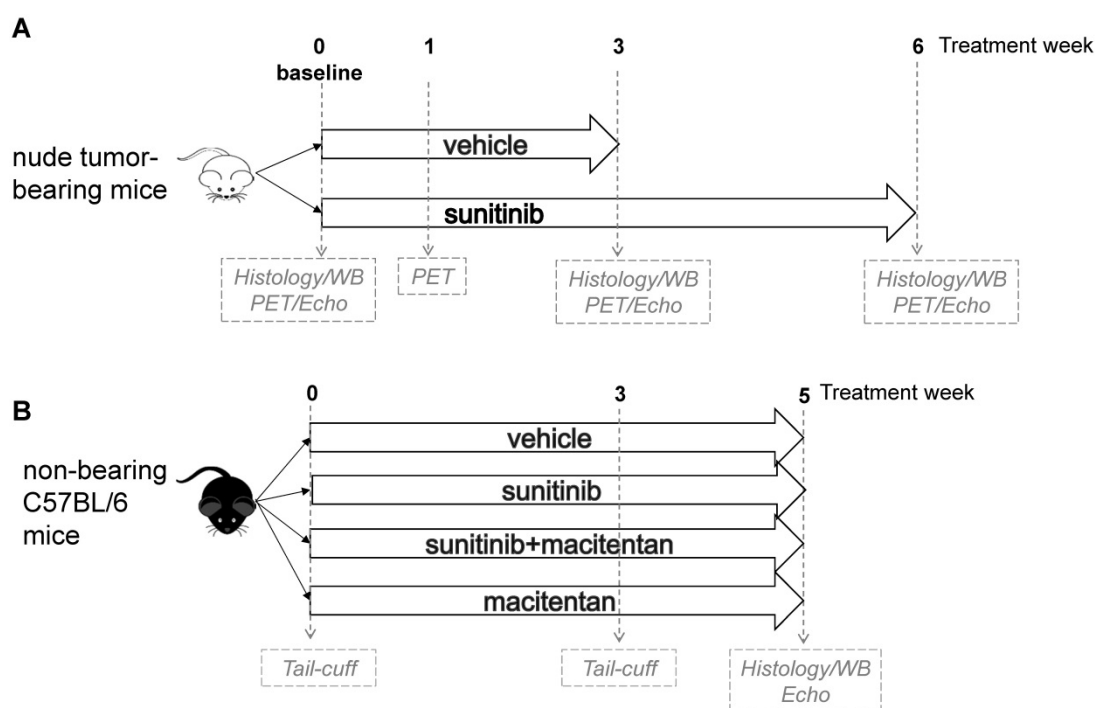 A
0 1 3 6 Treatment week
baseline
vehicle
nude tumor-
bearing mice
sunitinib
Histology/WB
PET/Echo
PET
Histology/WB
PET/Echo
Histology/WB
PET/Echo
B
0 3 5 Treatment week
vehicle
non-bearing
C57BL/6
mice
sunitinib
sunitinib+macitentan
macitentan
Tail-cuff
Tail-cuff
Histology/WB
Echo